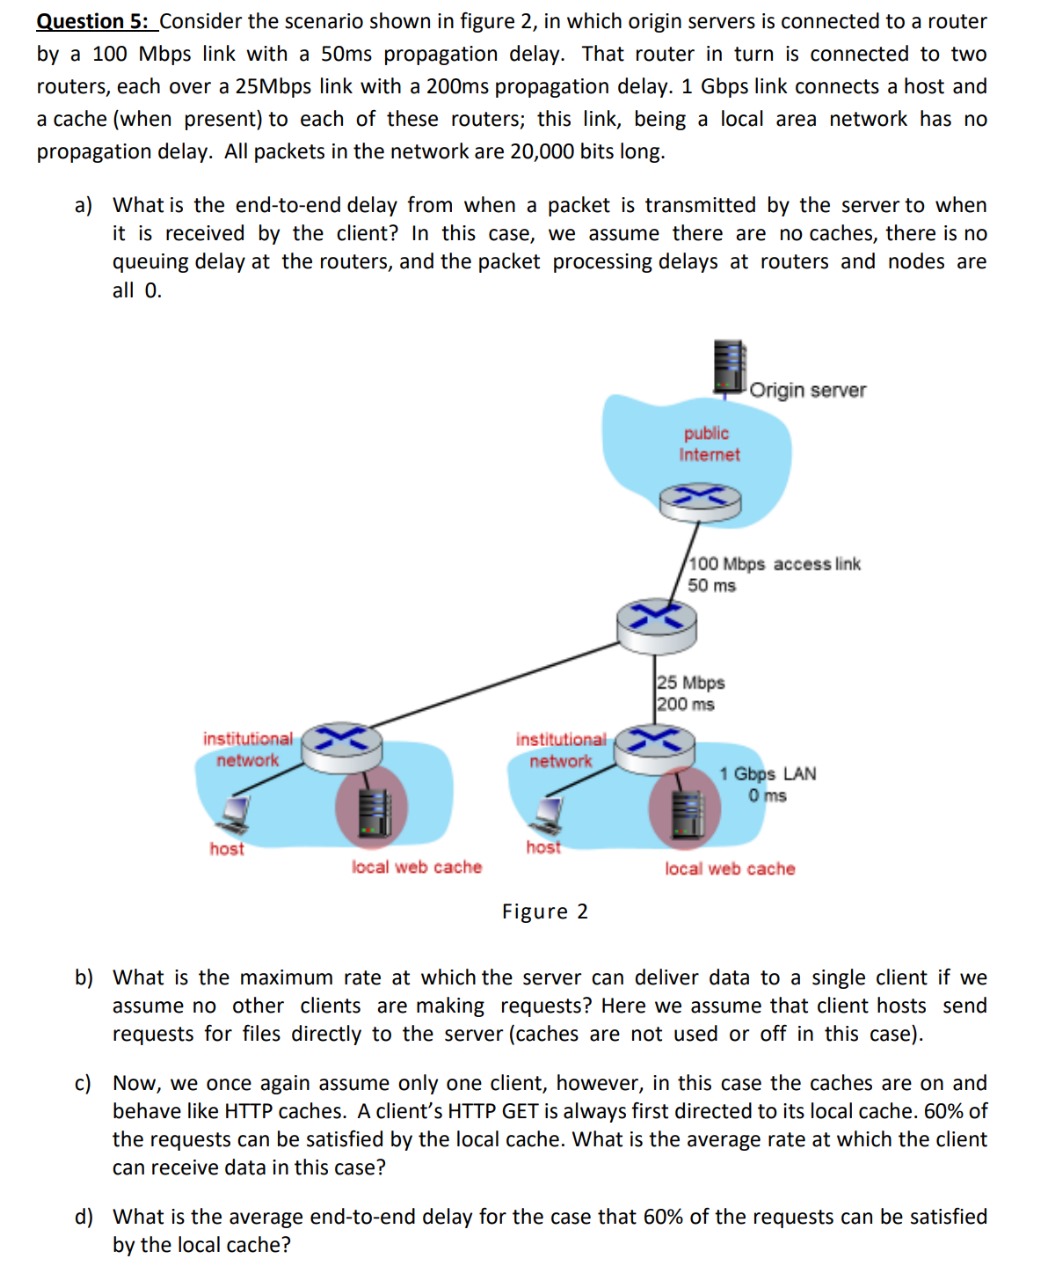 Question 5: Consider the scenario shown in figure 2, in which origin servers is connected to a router
by a 100 Mbps link with a 50ms propagation delay. That router in turn is connected to two
routers, each over a 25Mbps link with a 200ms propagation delay. 1 Gbps link connects a host and
a cache (when present) to each of these routers; this link, being a local area network has no
propagation delay. All packets in the network are 20,000 bits long.
a) What is the end-to-end delay from when a packet is transmitted by the server to when
it is received by the client? In this case, we assume there are no caches, there is no
queuing delay at the routers, and the packet processing delays at routers and nodes are
all 0.
Origin server
public
Internet
100 Mbps access link
50 ms
25 Mbps
200 ms
institutional
network
institutional
network
1 Gbps LAN
0 ms
host
host
local web cache
local web cache
Figure 2
b) What is the maximum rate at which the server can deliver data to a single client if we
assume no other clients are making requests? Here we assume that client hosts send
requests for files directly to the server (caches are not used or off in this case).
c) Now, we once again assume only one client, however, in this case the caches are on and
behave like HTTP caches. A client's HTTP GET is always first directed to its local cache. 60% of
the requests can be satisfied by the local cache. What is the average rate at which the client
can receive data in this case?
d) What is the average end-to-end delay for the case that 60% of the requests can be satisfied
by the local cache?